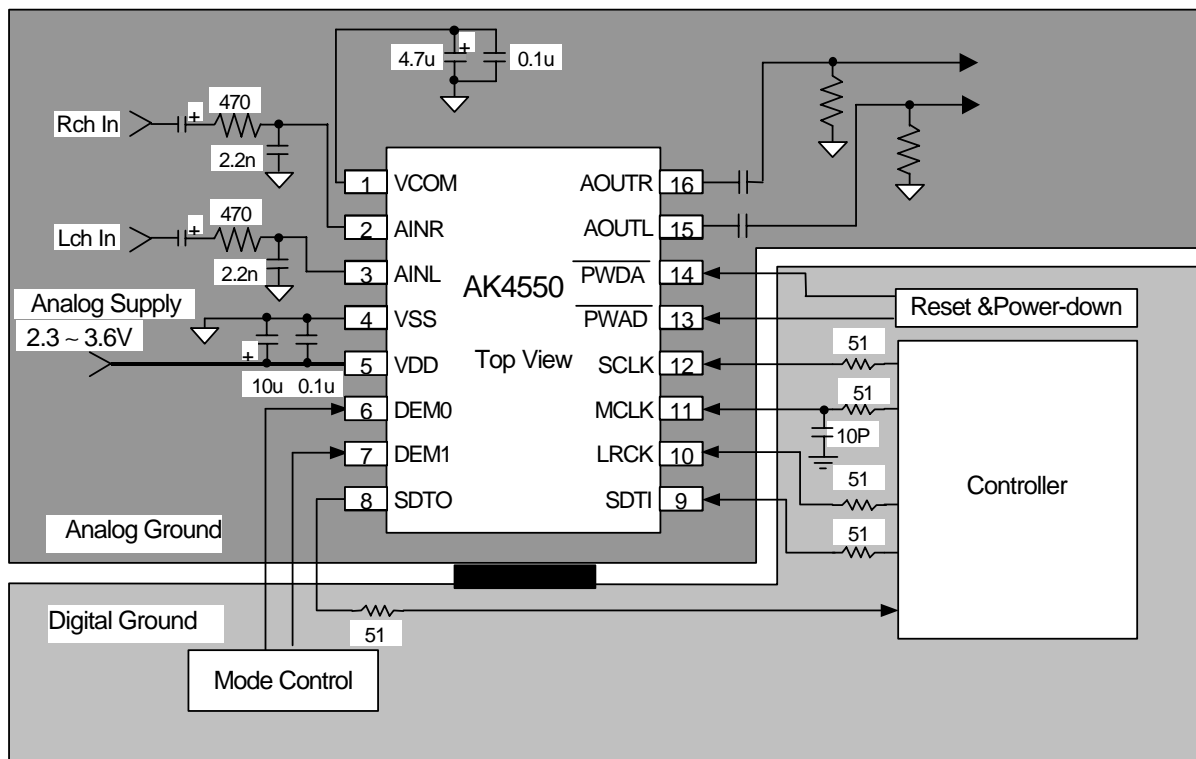 4.7u
+
0.1u
Rch In
+
470
2.2n
Lch In
+
470
2.2n
Analog Supply
2.3 ~ 3.6V
+
10u
0.1u
1
VCOM
AOUTR
16
2
AINR
AOUTL
15
3
AINL
PWDA
14
4
VSS
PWAD
13
5
VDD
SCLK
12
6
DEM0
MCLK
11
7
DEM1
LRCK
10
8
SDTO
SDTI
9
AK4550
Top View
Reset &Power-down
51
51
10P
51
51
Controller
Analog Ground
Digital Ground
51
Mode Control